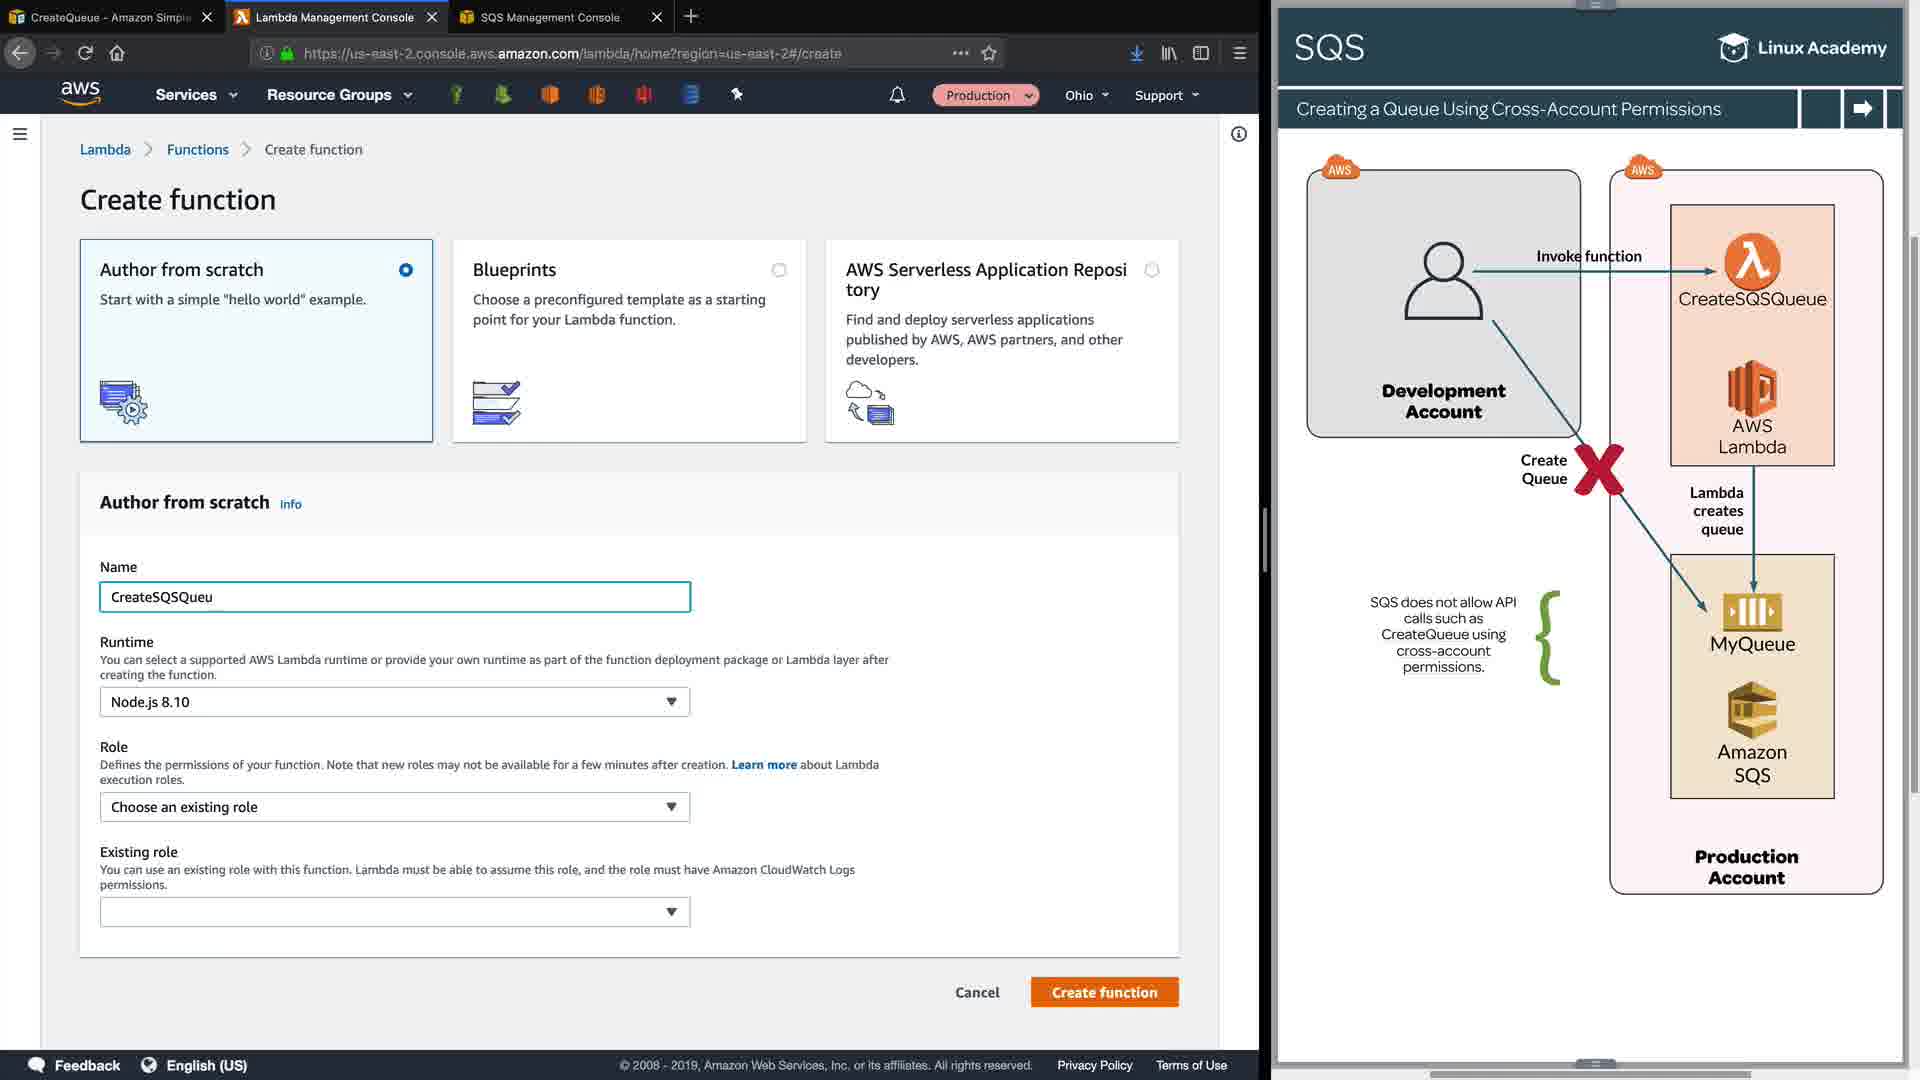 CreateQueue - Amazon Simple
Lambda Management Console
SQS Management Console
https://us-east-2.console.aws.amazon.com/lambda/home?region=us-east-2#/create
aws
Services
Resource Groups
Production
Ohio
Support
Lambda
Functions
Create function
Create function
Author from scratch
Start with a simple "hello world" example.
Blueprints
Choose a preconfigured template as a starting
point for your Lambda function.
AWS Serverless Application Reposi
tory
Find and deploy serverless applications
published by AWS, AWS partners, and other
developers.
Author from scratch Info
Name
CreateSQSQueu
Runtime
You can select a supported AWS Lambda runtime or provide your own runtime as part of the function deployment package or Lambda layer after
creating the function.
Node.js 8.10
Role
Defines the permissions of your function. Note that new roles may not be available for a few minutes after creation. Learn more about Lambda
execution roles.
Choose an existing role
Existing role
You can use an existing role with this function. Lambda must be able to assume this role, and the role must have Amazon CloudWatch Logs
permissions.
Cancel
Create function
Feedback
English (US)
© 2008 - 2019, Amazon Web Services, Inc. or its affiliates. All rights reserved.
Privacy Policy
Terms of Use
SQS
Linux Academy
Creating a Queue Using Cross-Account Permissions
AWS
AWS
Invoke function
CreateSQSQueue
Development
Account
AWS
Lambda
Create
Queue
Lambda
creates
queue
SQS does not allow API
calls such as
CreateQueue using
cross-account
permissions.
MyQueue
Amazon
SQS
Production
Account